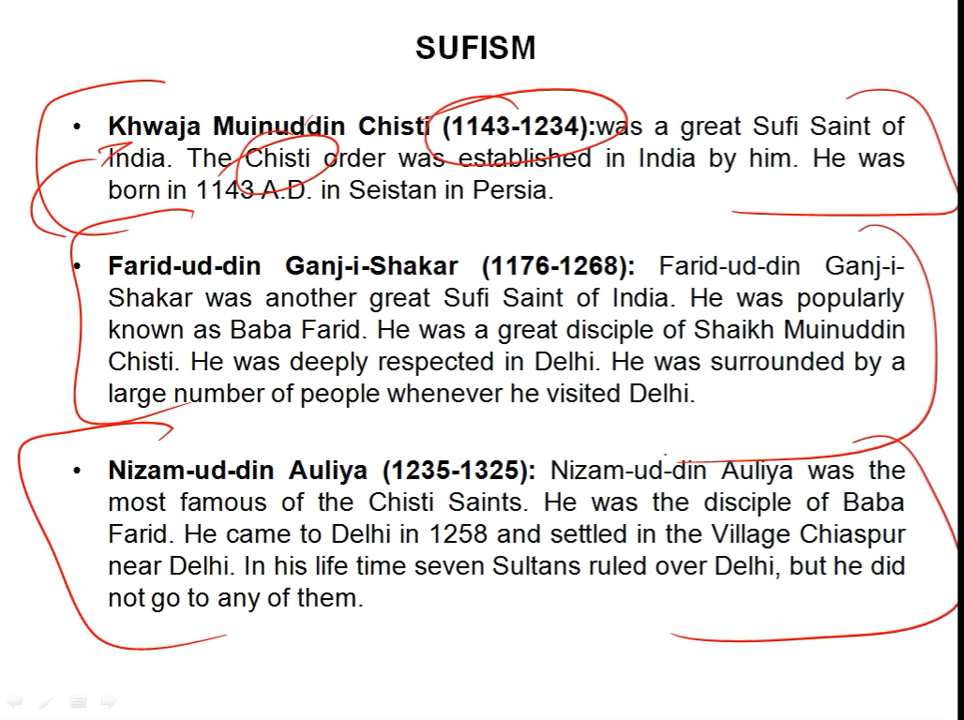 SUFISM
• Khwaja Muinuddin Chisti (1143-1234):was a great Sufi Saint of
India. The Chisti order was established in India by him. He was
born in 1143 A.D. in Seistan in Persia.
• Farid-ud-din Ganj-i-Shakar (1176-1268): Farid-ud-din Ganj-i-
Shakar was another great Sufi Saint of India. He was popularly
known as Baba Farid. He was a great disciple of Shaikh Muinuddin
Chisti. He was deeply respected in Delhi. He was surrounded by a
large number of people whenever he visited Delhi.
• Nizam-ud-din Auliya (1235-1325): Nizam-ud-din Auliya was the
most famous of the Chisti Saints. He was the disciple of Baba
Farid. He came to Delhi in 1258 and settled in the Village Chiaspur
near Delhi. In his life time seven Sultans ruled over Delhi, but he did
not go to any of them.